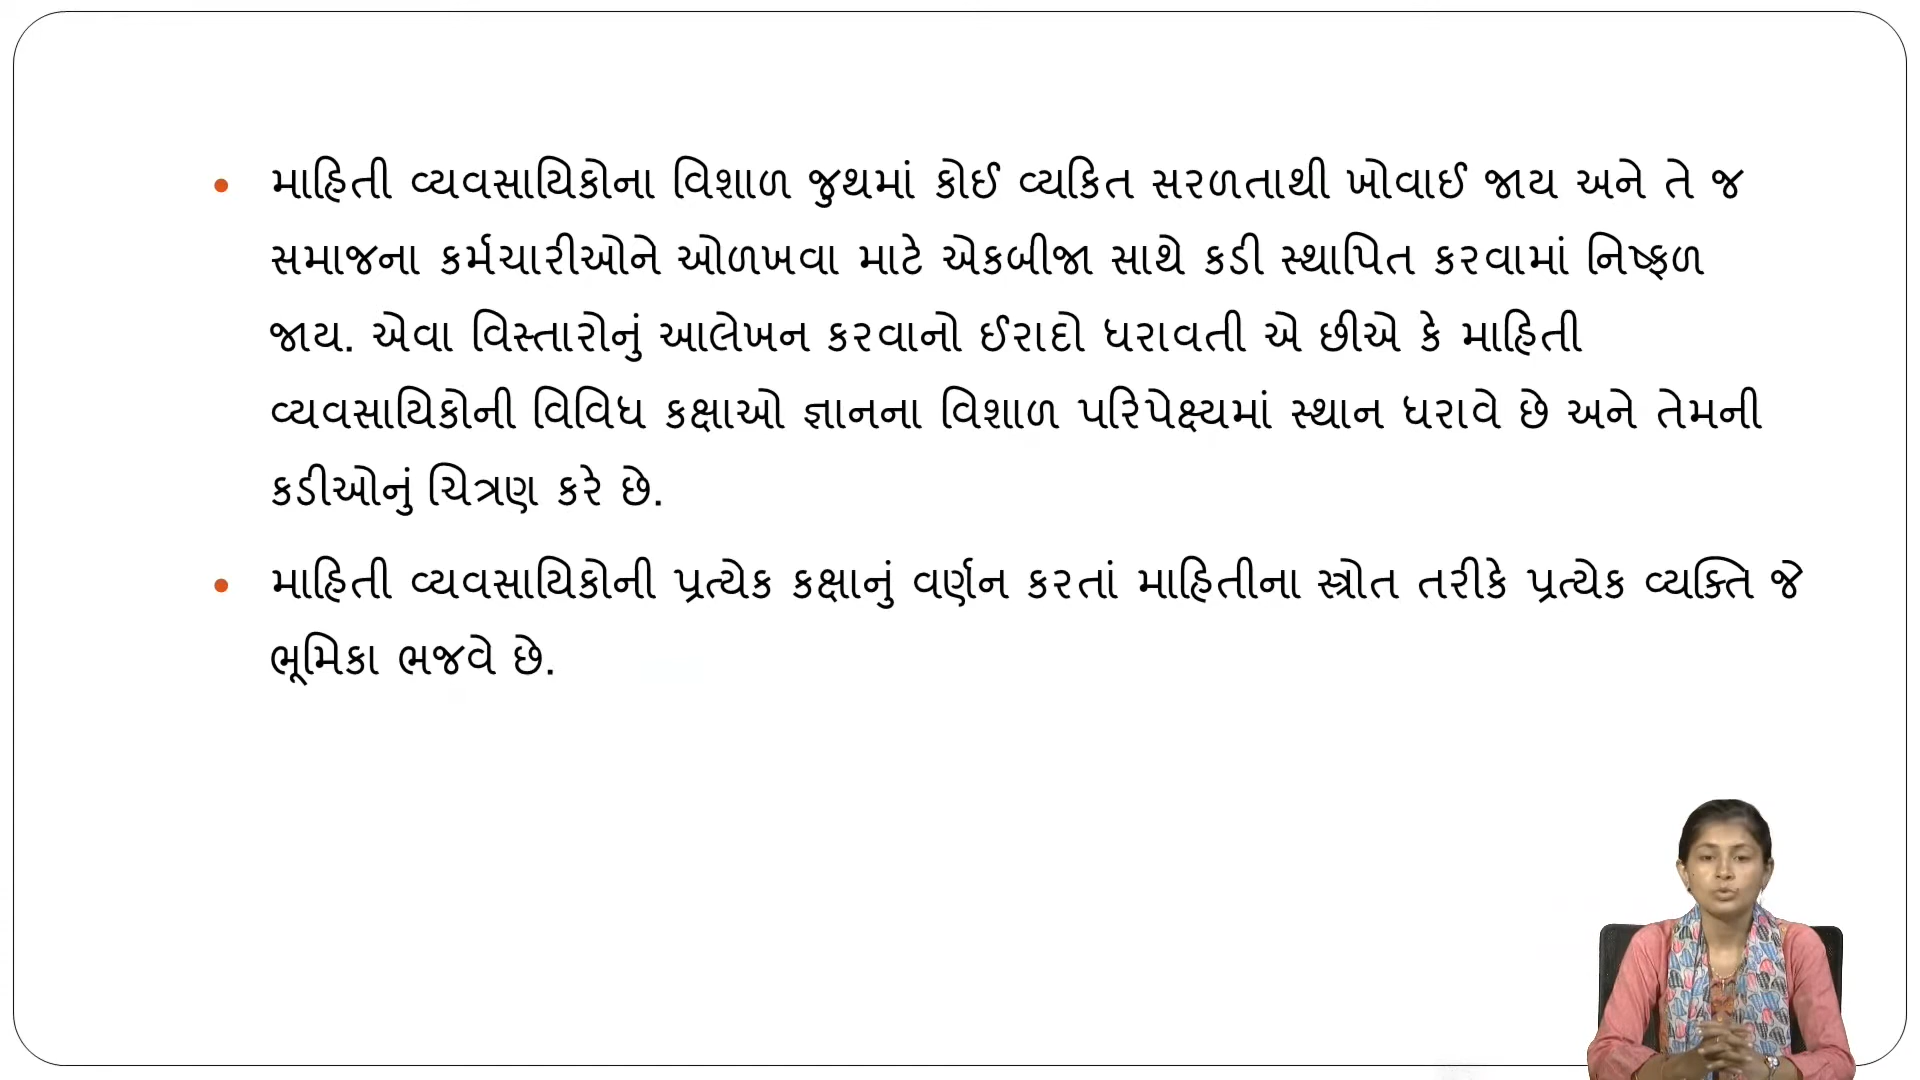 માહિતી વ્યવસાયિકોના વિશાળ જુથમાં કોઈ વ્યકિત સરળતાથી ખોવાઈ જાય અને તે જ
સમાજના કર્મચારીઓને ઓળખવા માટે એકબીજા સાથે કડી સ્થાપિત કરવામાં નિષ્ફળ
જાય. એવા વિસ્તારોનું આલેખન કરવાનો ઈરાદો ધરાવતી એ છીએ કે માહિતી
વ્યવસાયિકોની વિવિધ કક્ષાઓ જ્ઞાનના વિશાળ પરિપેક્ષ્યમાં સ્થાન ધરાવે છે અને તેમની
કડીઓનું ચિત્રણ કરે છે.
માહિતી વ્યવસાયિકોની પ્રત્યેક કક્ષાનું વર્ણન કરતાં માહિતીના સ્ત્રોત તરીકે પ્રત્યેક વ્યક્તિ જે
ભૂમિકા ભજવે છે.